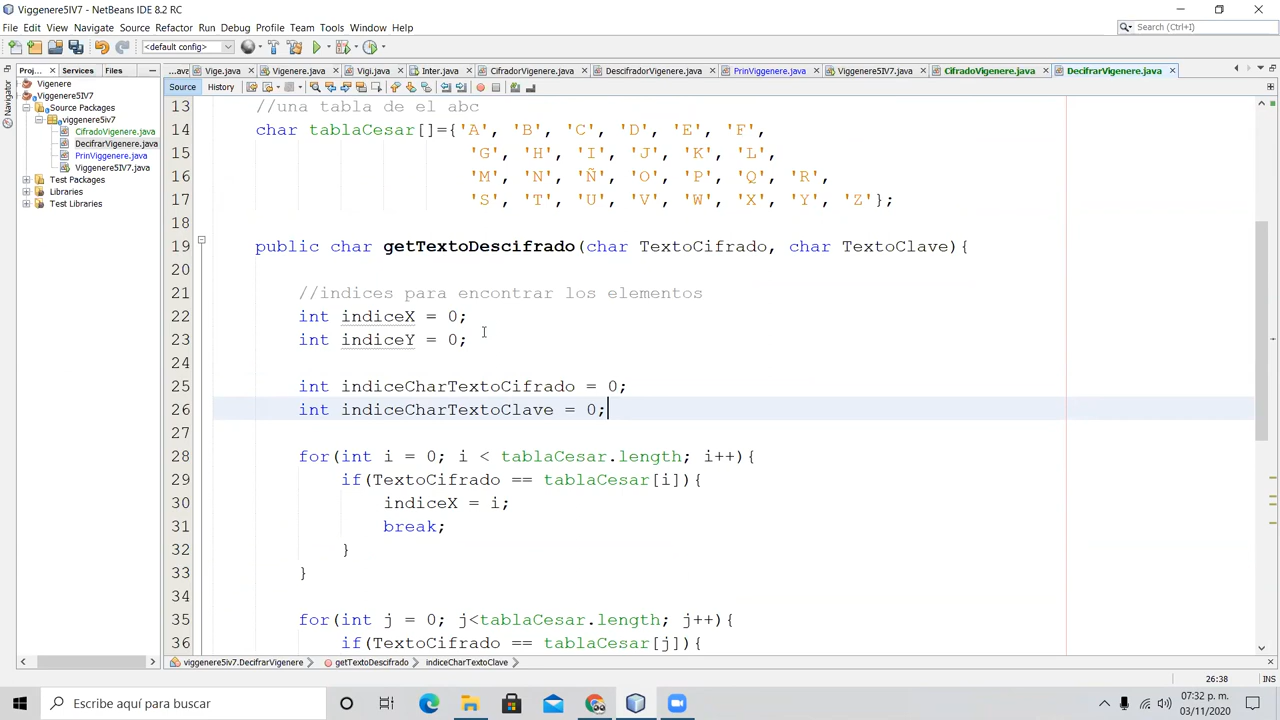 Viggenere5IV7 - NetBeans IDE 8.2 RC
File Edit View Navigate Source Refactor Run Debug Profile Team Tools Window Help
Search (Ctrl+I)
<default config>
Proj... Services Files
...ava Vige.java Vigenere.java Vigi.java Inter.java CifradorVigenere.java DescifradorVigenere.java PrinViggenere.java Viggenere5IV7.java CifradoVigenere.java DecifrarVigenere.java
Navigator
Vigenere
Viggenere5IV7
Source Packages
viggenere5iv7
CifradoVigenere.java
DecifrarVigenere.java
PrinViggenere.java
Viggenere5IV7.java
Test Packages
Libraries
Test Libraries
Source History
13 //una tabla de el abc
14 char tablaCesar[]={'A', 'B', 'C', 'D', 'E', 'F',
15 'G', 'H', 'I', 'J', 'K', 'L',
16 'M', 'N', 'Ñ', 'O', 'P', 'Q', 'R',
17 'S', 'T', 'U', 'V', 'W', 'X', 'Y', 'Z'};
18
19 public char getTextoDescifrado(char TextoCifrado, char TextoClave){
20
21 //indices para encontrar los elementos
22 int indiceX = 0;
23 int indiceY = 0;
24
25 int indiceCharTextoCifrado = 0;
26 int indiceCharTextoClave = 0;
27
28 for(int i = 0; i < tablaCesar.length; i++){
29 if(TextoCifrado == tablaCesar[i]){
30 indiceX = i;
31 break;
32 }
33 }
34
35 for(int j = 0; j<tablaCesar.length; j++){
36 if(TextoCifrado == tablaCesar[j]){
viggenere5iv7.DecifrarVigenere getTextoDescifrado indiceCharTextoClave
26:38 INS
Escribe aquí para buscar
07:32 p. m.
03/11/2020